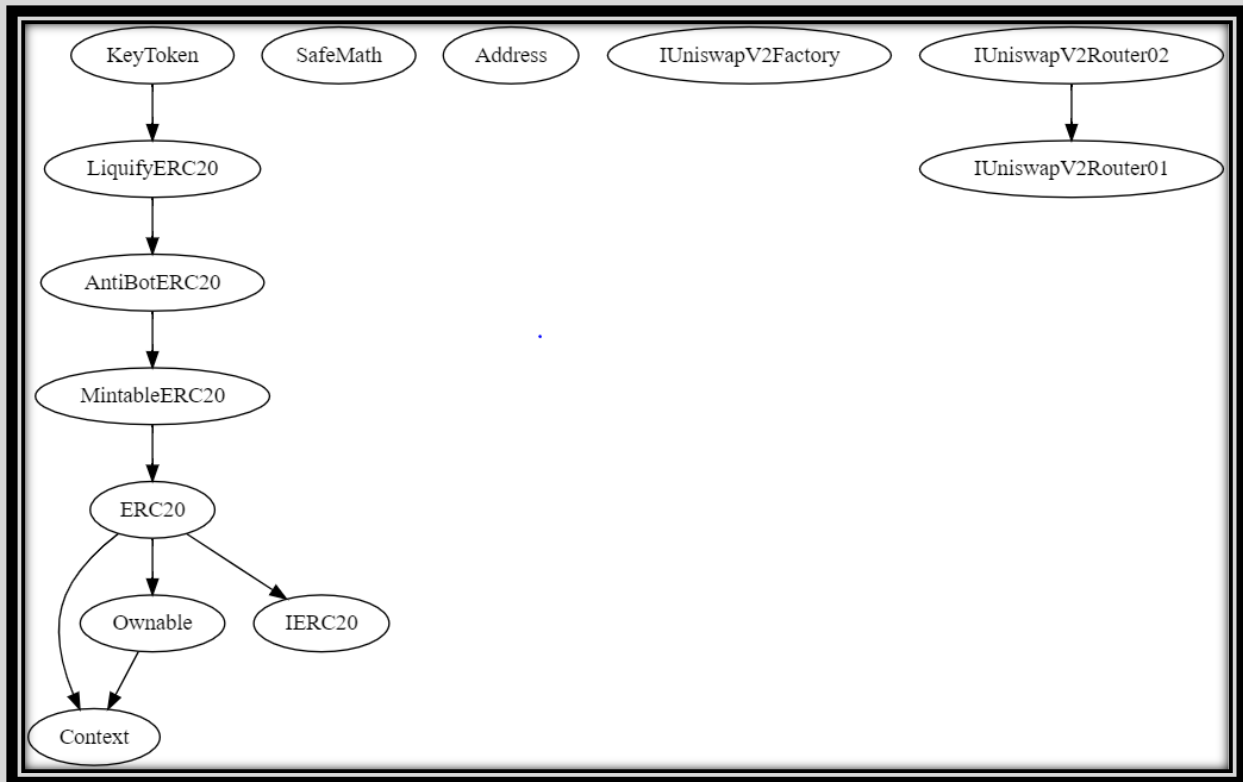 KeyToken
SafeMath
Address
IUniswapV2Factory
IUniswapV2Router02
LiquifyERC20
IUniswapV2Router01
AntiBotERC20
MintableERC20
ERC20
Ownable
IERC20
Context